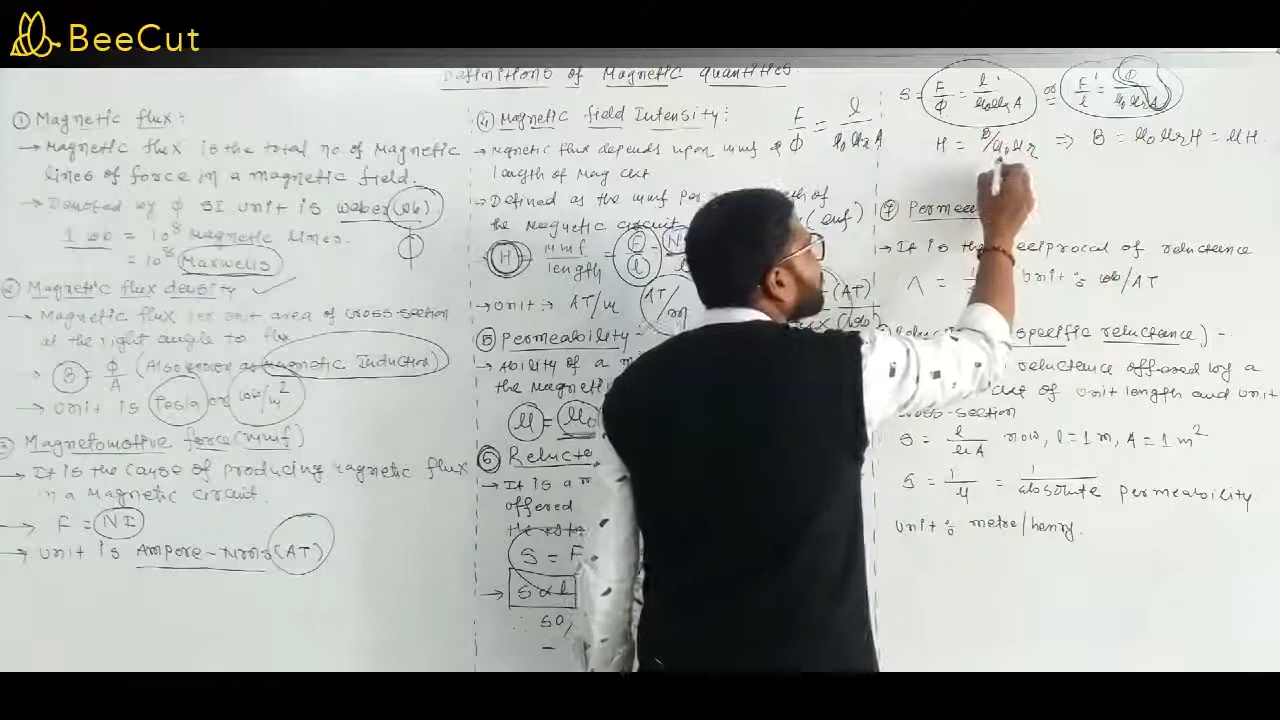 BeeCut
Definitions of Magnetic quantities.
① Magnetic flux:
→ Magnetic flux is the total no of Magnetic
lines of force in a magnetic field.
→ Denoted by ϕ SI unit is weber (wb)
1 wb = 10⁸ Magnetic lines.
= 10⁸ Maxwells
ϕ
② Magnetic flux density
→ Magnetic flux per unit area of cross-section
at the right angle to flux
→ B = ϕ/A (Also known as Magnetic Induction)
→ unit is Tesla or wb/m²
③ Magnetomotive force (mmf)
→ It is the cause of producing magnetic flux
in a Magnetic circuit.
→ F = NI
→ unit is Ampere-turns (AT)
④ Magnetic field Intensity:
F/ϕ = l/μ₀μᵣA
→ Magnetic flux depends upon mmf &
length of Mag ckt
→ Defined as the mmf per
the magnetic circuit
H = mmf/length = F/l
→ unit :→ AT/m
AT/m
⑤ Permeability:
→ Ability of a
the magnetic
μ = μ₀
⑥
→ It is a
offered
S = F
→ S ∝ l
∴ so,
(AT)
(wb)
S = F/ϕ = l/μ₀μᵣA or F/l = ϕ/μ₀μᵣA
H = B/μ₀μᵣ ⇒ B = μ₀μᵣH = μH.
⑦
→ It is the reciprocal of reluctance
Λ = unit : wb/AT
(specific reluctance) -
reluctance offered by a
of unit length and unit
cross-section
S = l/μA now, l = 1 m, A = 1 m²
S = 1/μ = 1/absolute permeability
unit : metre/henry.